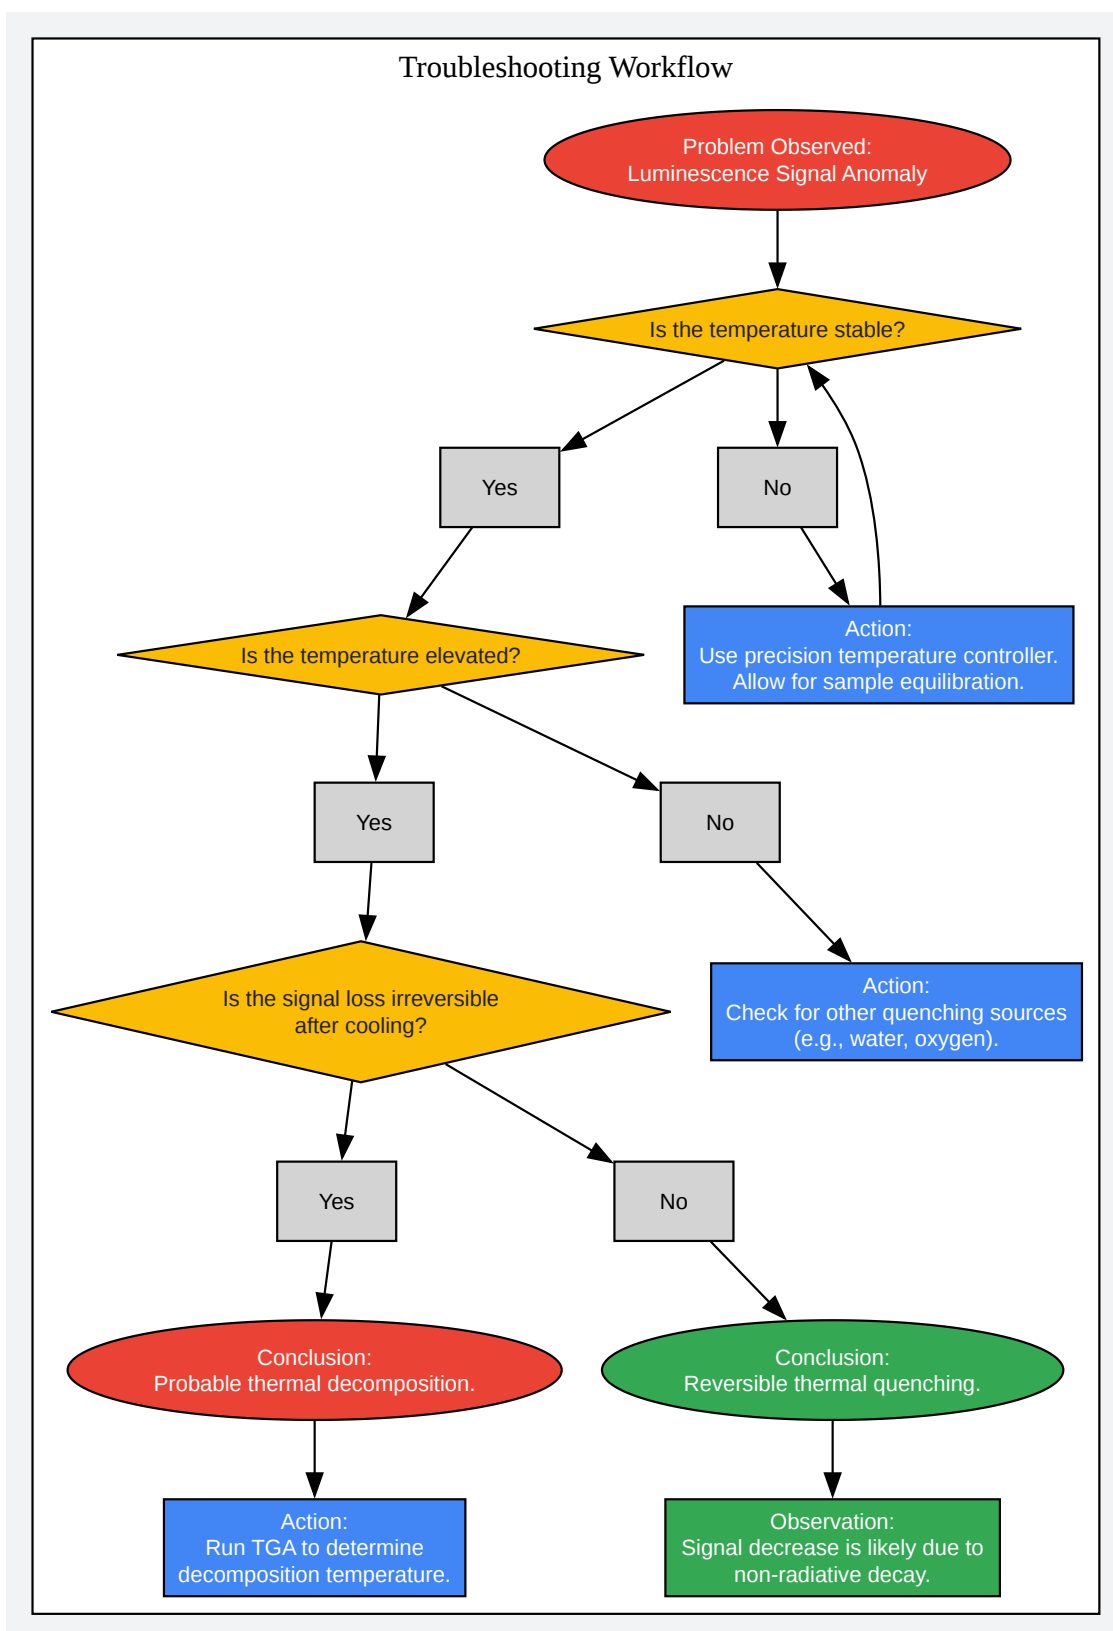 Troubleshooting Workflow
Problem Observed:
Luminescence Signal Anomaly
Is the temperature stable?
Yes
No
Is the temperature elevated?
Action:
Use precision temperature controller.
Allow for sample equilibration.
Yes
No
Is the signal loss irreversible
after cooling?
Action:
Check for other quenching sources
(e.g., water, oxygen).
Yes
No
Conclusion:
Probable thermal decomposition.
Conclusion:
Reversible thermal quenching.
Action:
Run TGA to determine
decomposition temperature.
Observation:
Signal decrease is likely due to
non-radiative decay.